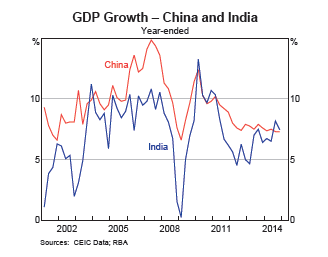 GDP Growth – China and India
Year-ended
% %
China
10 10
India
5 5
0 0
2002 2005 2008 2011 2014
Sources: CEIC Data; RBA